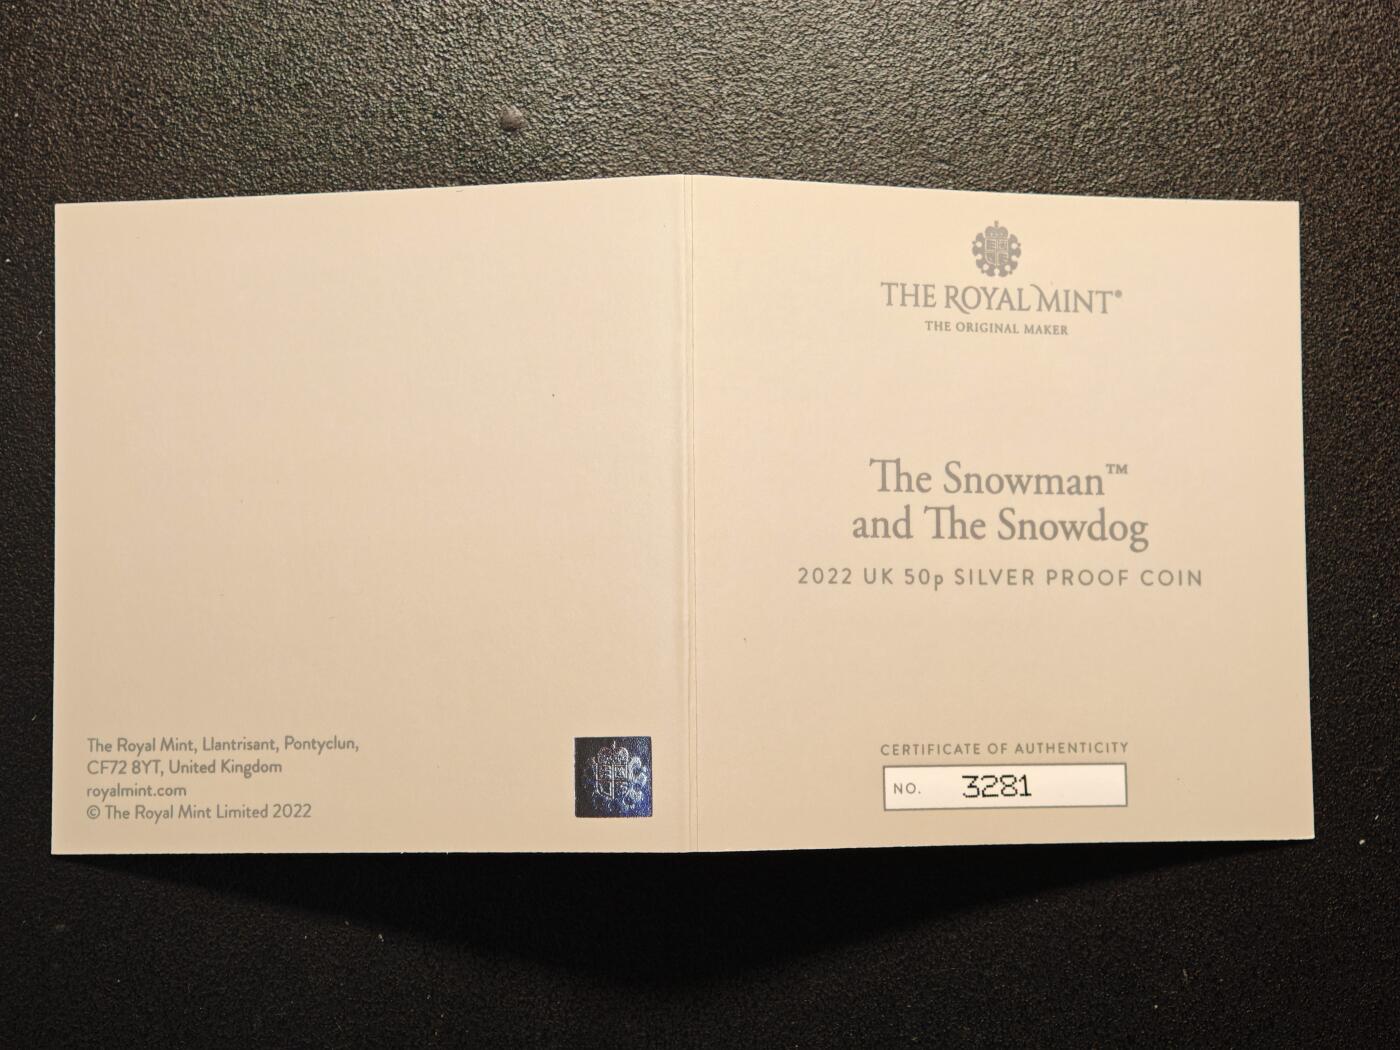 THE ROYAL MINT®
THE ORIGINAL MAKER
The Snowman™
and The Snowdog
2022 UK 50p SILVER PROOF COIN
CERTIFICATE OF AUTHENTICITY
NO. 3281
The Royal Mint, Llantrisant, Pontyclun,
CF72 8YT, United Kingdom
royalmint.com
© The Royal Mint Limited 2022